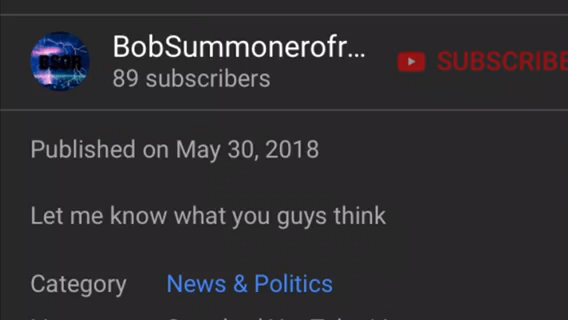 BSOR
BobSummonerofr...
89 subscribers
SUBSCRIBE
Published on May 30, 2018
Let me know what you guys think
Category News & Politics